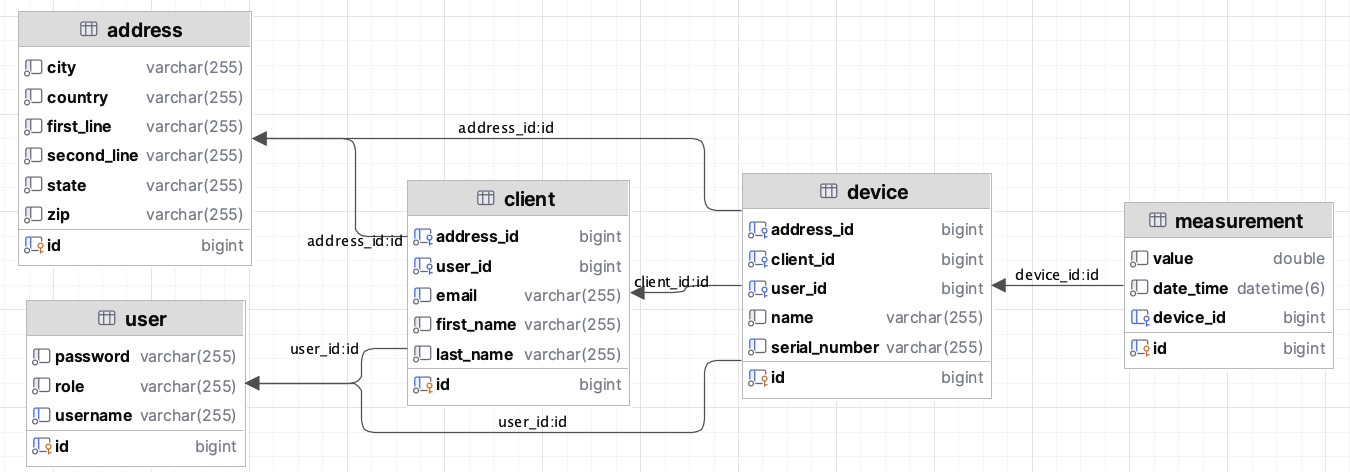 address
city varchar(255)
country varchar(255)
first_line varchar(255)
second_line varchar(255)
state varchar(255)
zip varchar(255)
id bigint
user
password varchar(255)
role varchar(255)
username varchar(255)
id bigint
address_id:id
address_id:id
user_id:id
user_id:id
client
address_id bigint
user_id bigint
email varchar(255)
first_name varchar(255)
last_name varchar(255)
id bigint
client_id:id
device
address_id bigint
client_id bigint
user_id bigint
name varchar(255)
serial_number varchar(255)
id bigint
device_id:id
measurement
value double
date_time datetime(6)
device_id bigint
id bigint